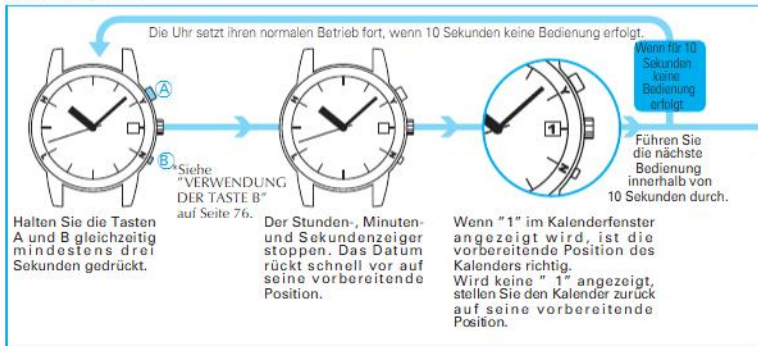 Die Uhr setzt ihren normalen Betrieb fort, wenn 10 Sekunden keine Bedienung erfolgt.
Wenn für 10
Sekunden
keine
Bedienung
erfolgt
A
B
*Siehe
"VERWENDUNG
DER TASTE B"
auf Seite 76.
1
Führen Sie
die nächste
Bedienung
innerhalb von
10 Sekunden durch.
Halten Sie die Tasten
A und B gleichzeitig
mindestens drei
Sekunden gedrückt.
Der Stunden-, Minuten-
und Sekundenzeiger
stoppen. Das Datum
rückt schnell vor auf
seine vorbereitende
Position.
Wenn "1" im Kalenderfenster
angezeigt wird, ist die
vorbereitende Position des
Kalenders richtig.
Wird keine " 1" angezeigt,
stellen Sie den Kalender zurück
auf seine vorbereitende
Position.